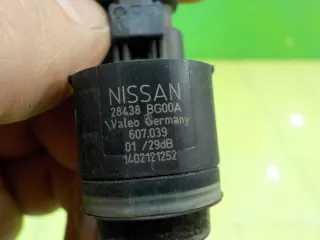 NISSAN
28438 BG00A
Valeo Germany
607.039
01 /29dB
1402121252